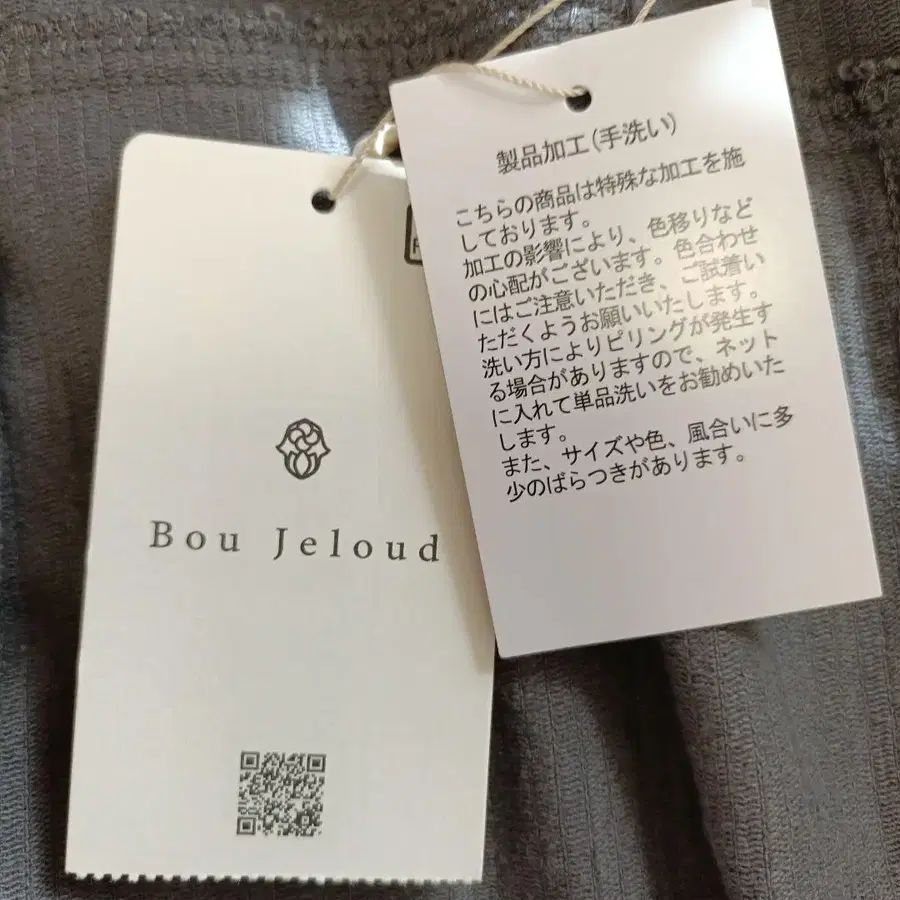 Bou Jeloud
製品加工(手洗い)
こちらの商品は特殊な加工を施
しております。
加工の影響により、色移りなど
の心配がございます。色合わせ
にはご注意いただき、ご試着い
ただくようお願いいたします。
洗い方によりピリングが発生す
る場合がありますので、ネット
に入れて単品洗いをお勧めいた
します。
また、サイズや色、風合いに多
少のばらつきがあります。